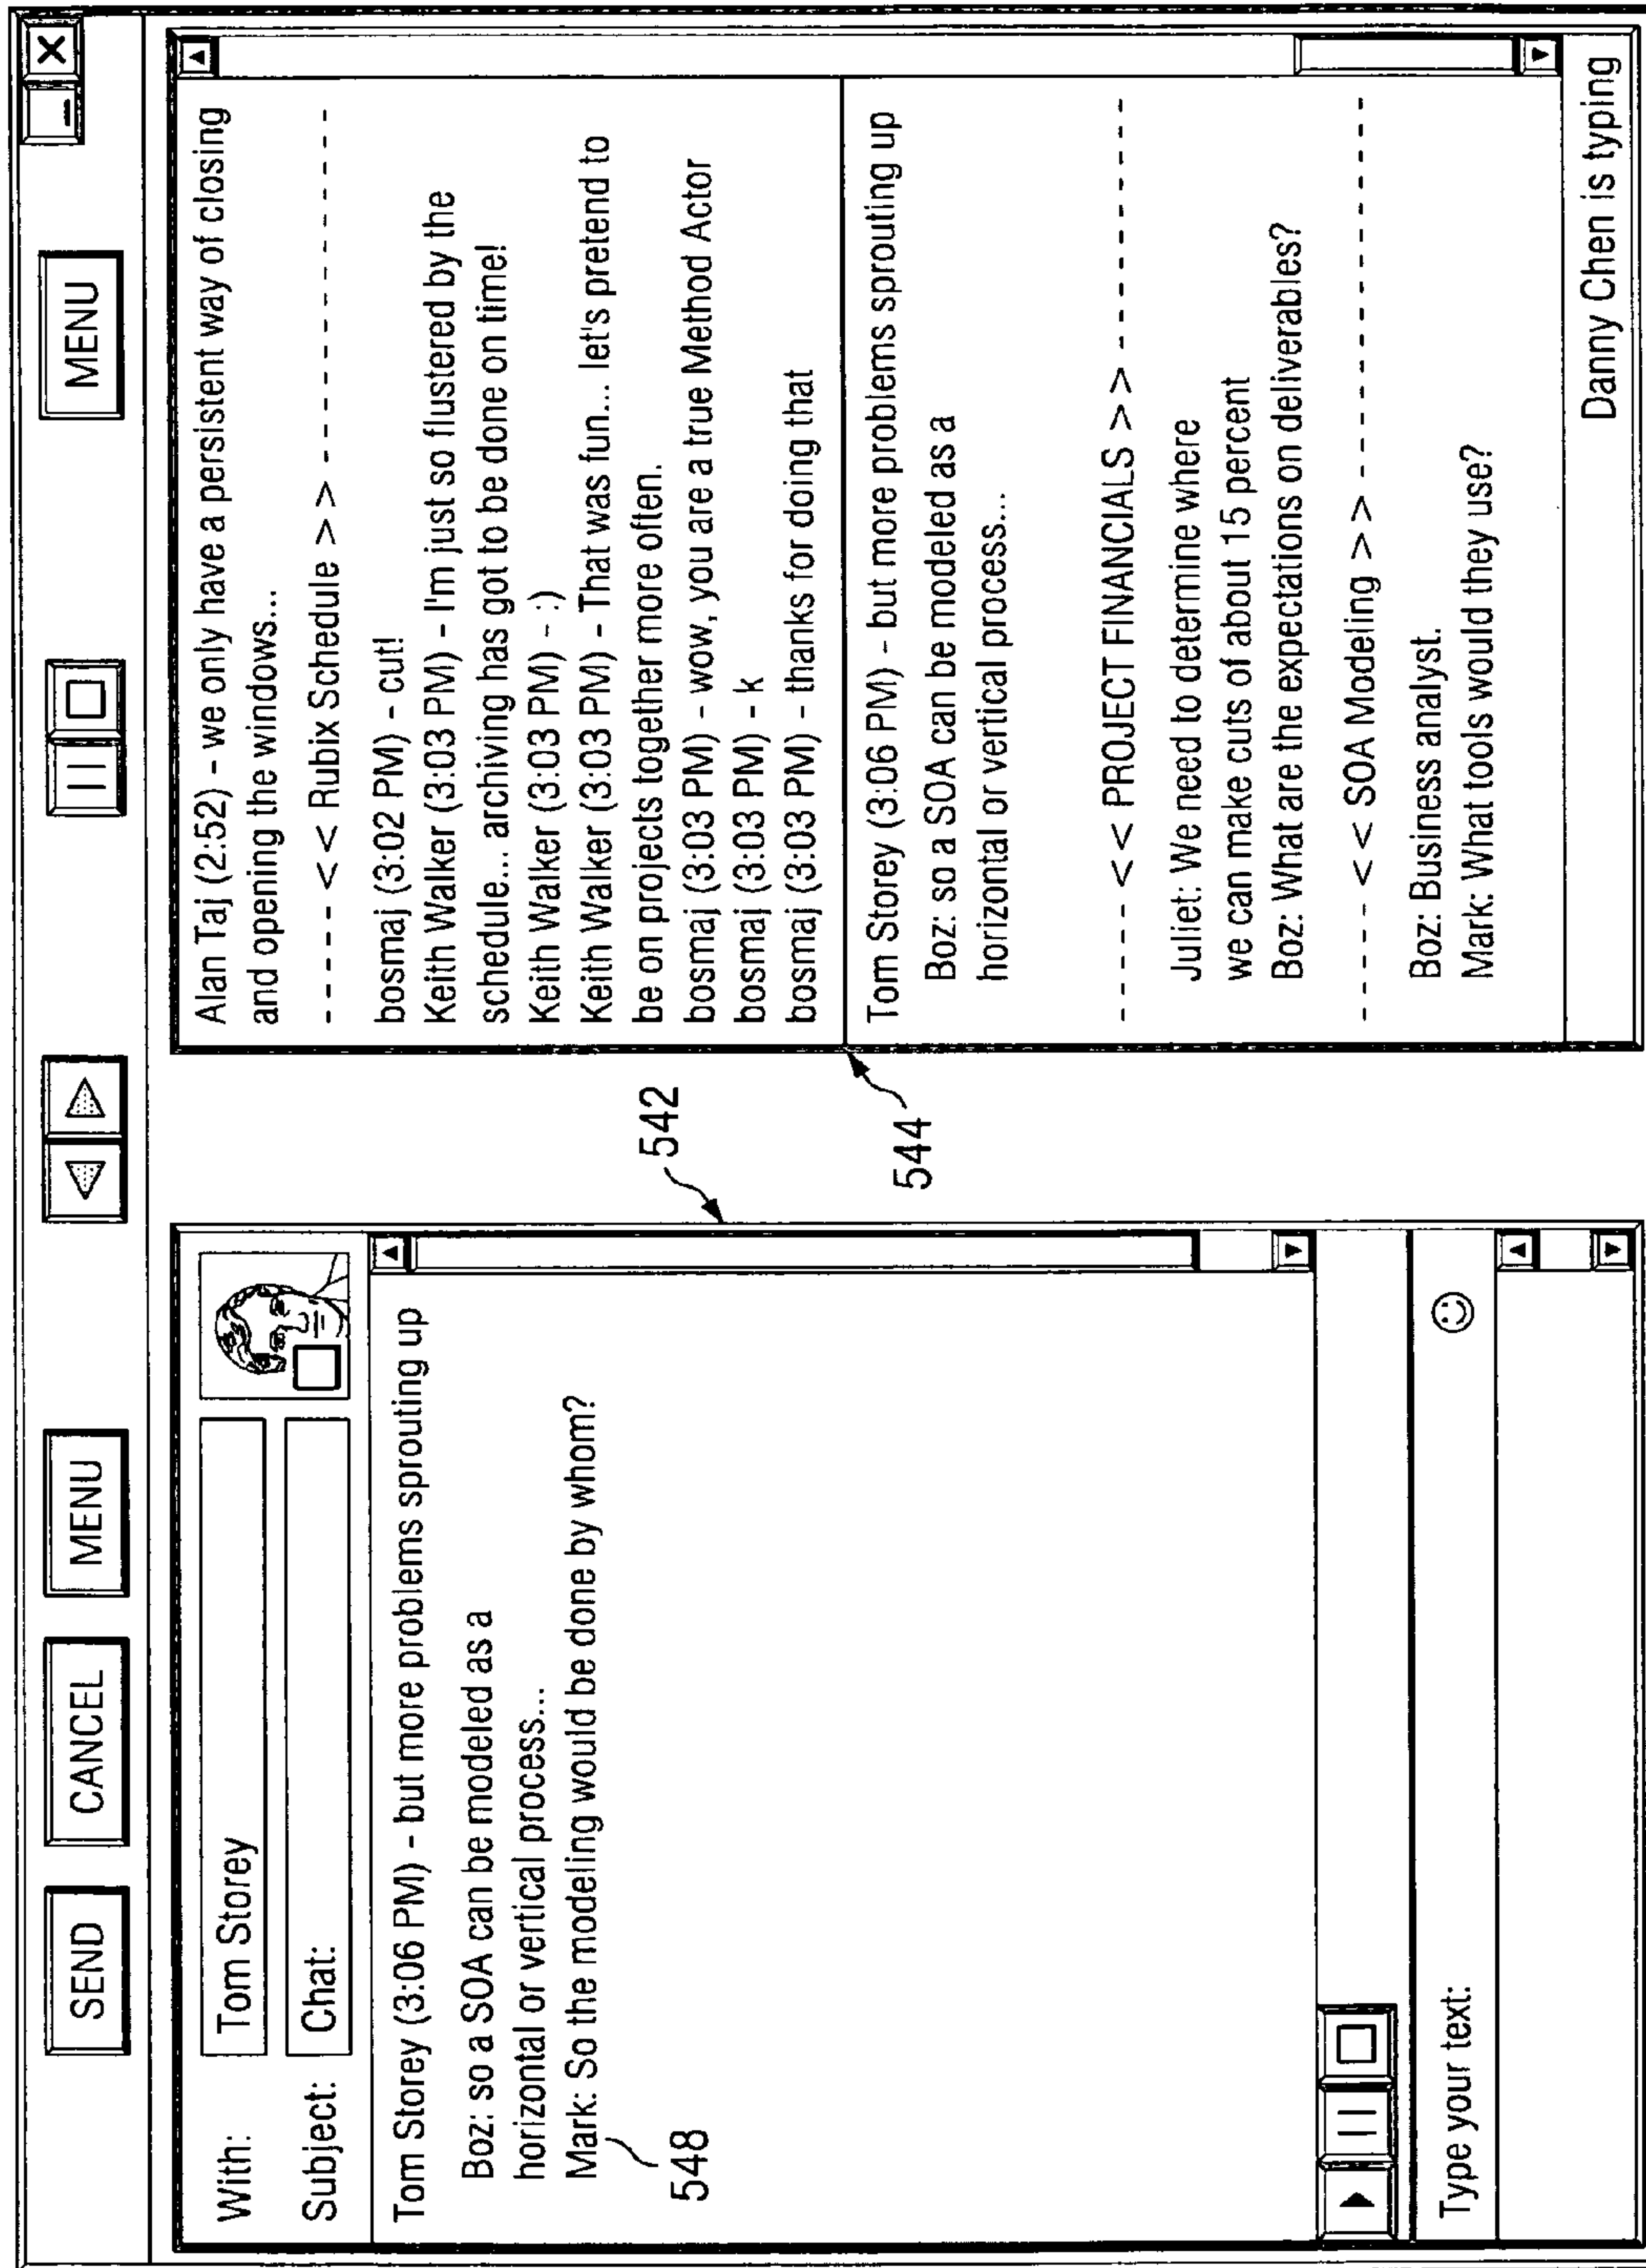 SEND
CANCEL
MENU
MENU
With:
Tom Storey
Subject:
Chat:
Tom Storey (3:06 PM) - but more problems sprouting up
Boz: so a SOA can be modeled as a
horizontal or vertical process...
Mark: So the modeling would be done by whom?
548
Type your text:
542
544
Alan Taj (2:52) - we only have a persistent way of closing
and opening the windows...
----- < < Rubix Schedule > > --------------
bosmaj (3:02 PM) - cut!
Keith Walker (3:03 PM) - I'm just so flustered by the
schedule... archiving has got to be done on time!
Keith Walker (3:03 PM) - :)
Keith Walker (3:03 PM) - That was fun... let's pretend to
be on projects together more often.
bosmaj (3:03 PM) - wow, you are a true Method Actor
bosmaj (3:03 PM) - k
bosmaj (3:03 PM) - thanks for doing that
Tom Storey (3:06 PM) - but more problems sprouting up
Boz: so a SOA can be modeled as a
horizontal or vertical process...
----- < < PROJECT FINANCIALS > > ----------
Juliet: We need to determine where
we can make cuts of about 15 percent
Boz: What are the expectations on deliverables?
----- < < SOA Modeling > > --------------
Boz: Business analyst.
Mark: What tools would they use?
Danny Chen is typing